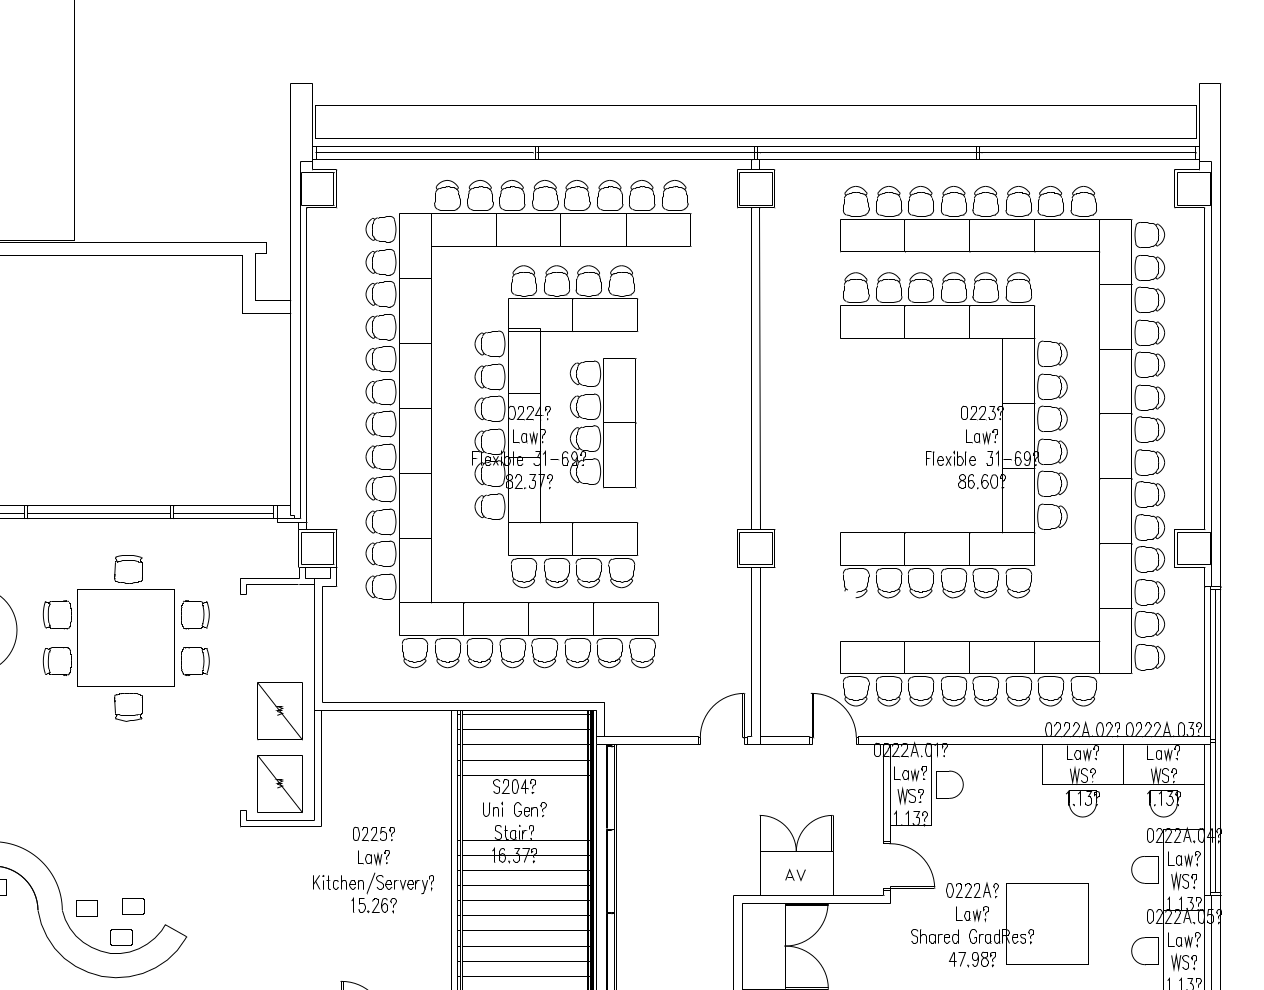 0224?
Law?
Flexible 31-69?
82.37?
0223?
Law?
Flexible 31-69?
86.60?
0222A.02?
Law?
WS?
1.13?
0222A.03?
Law?
WS?
1.13?
0222A.01?
Law?
WS?
1.13?
S204?
Uni Gen?
Stair?
16.37?
0225?
Law?
Kitchen/Servery?
15.26?
AV
0222A.04?
Law?
WS?
1.13?
0222A?
Law?
Shared GradRes?
47.98?
0222A.05?
Law?
WS?
1.13?